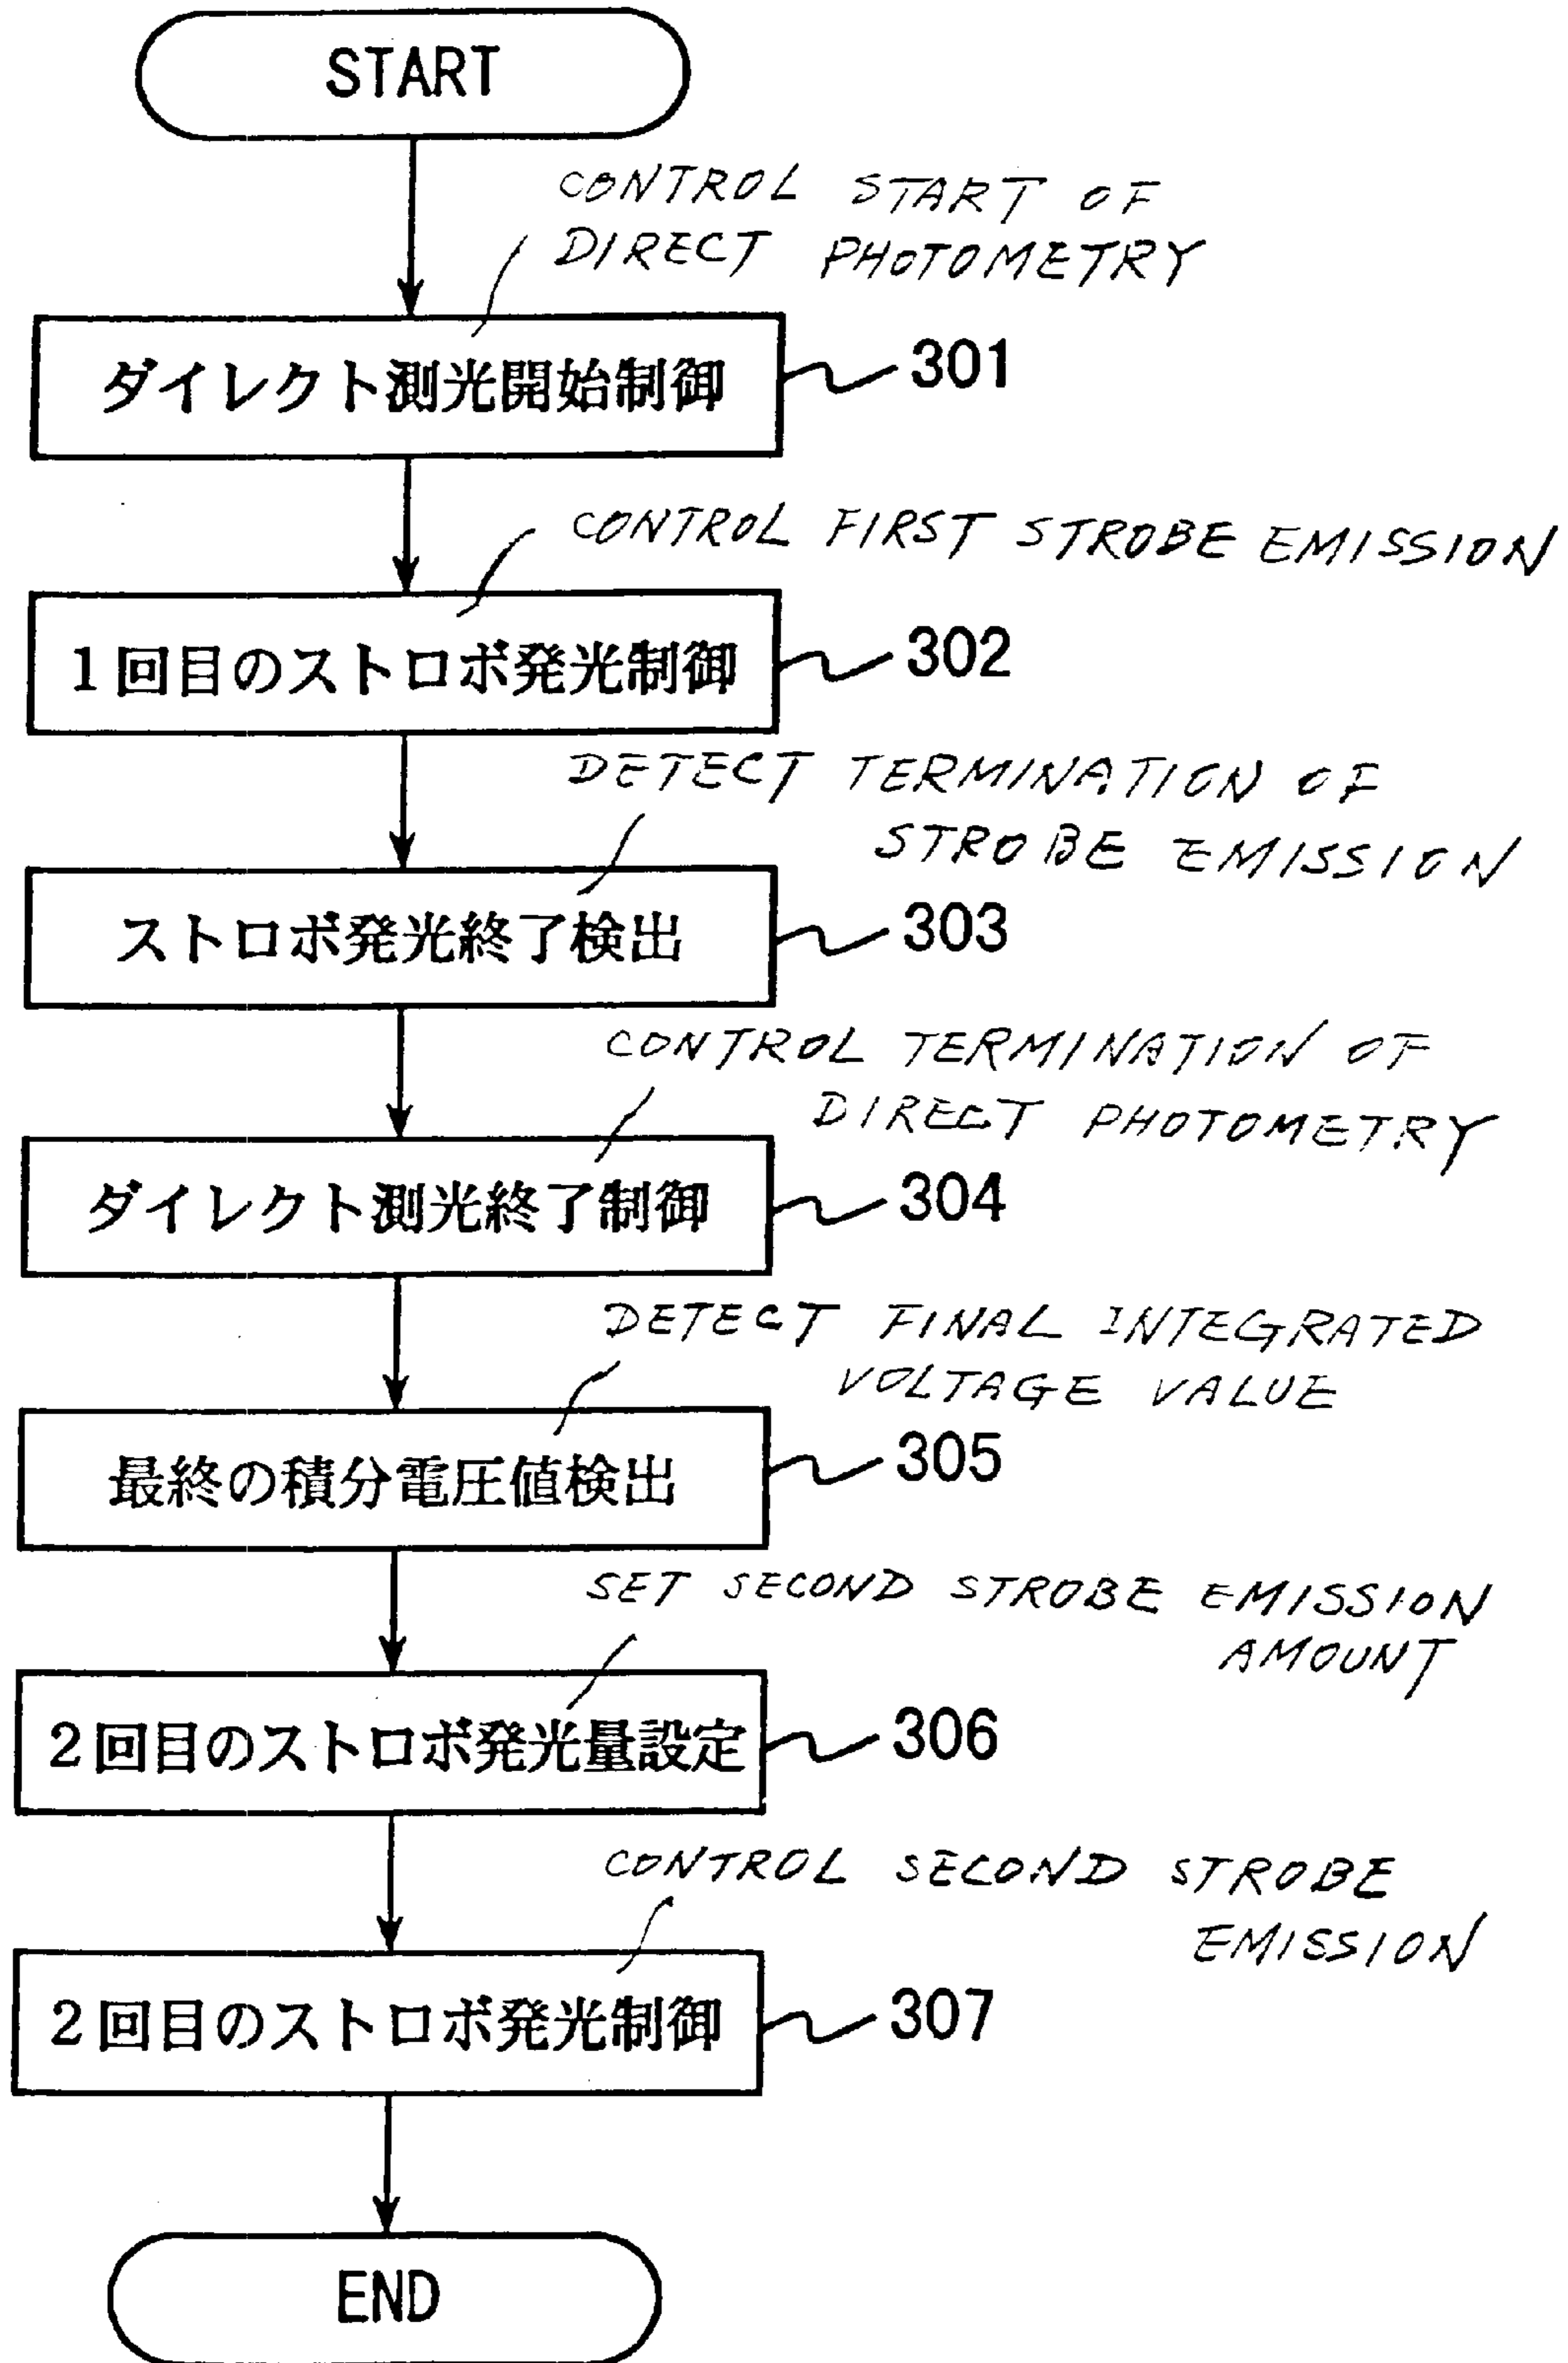 START
CONTROL START OF
DIRECT PHOTOMETRY
ダイレクト測光開始制御
301
CONTROL FIRST STROBE EMISSION
1回目のストロボ発光制御
302
DETECT TERMINATION OF
STROBE EMISSION
ストロボ発光終了検出
303
CONTROL TERMINATION OF
DIRECT PHOTOMETRY
ダイレクト測光終了制御
304
DETECT FINAL INTEGRATED
VOLTAGE VALUE
最終の積分電圧値検出
305
SET SECOND STROBE EMISSION
AMOUNT
2回目のストロボ発光量設定
306
CONTROL SECOND STROBE
EMISSION
2回目のストロボ発光制御
307
END